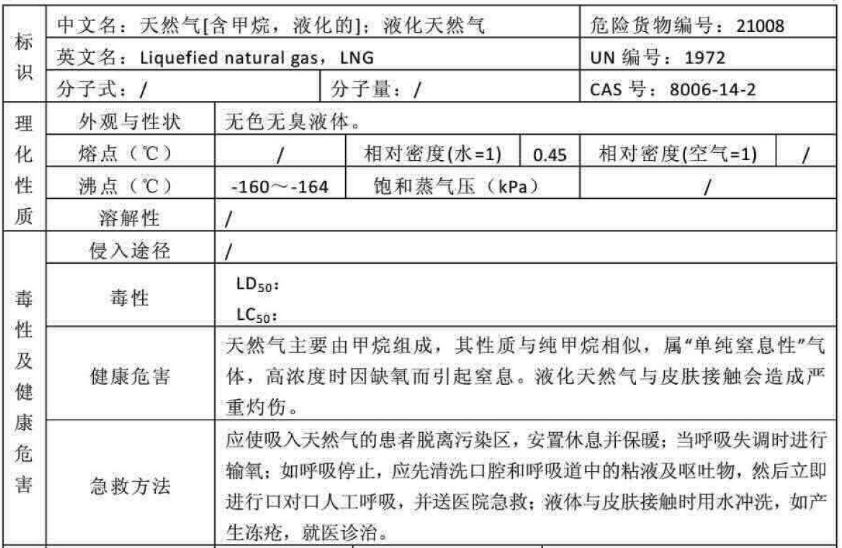 标识
中文名：天然气[含甲烷，液化的]；液化天然气 危险货物编号：21008
英文名：Liquefied natural gas，LNG UN 编号：1972
分子式：/ 分子量：/ CAS 号：8006-14-2
理化性质
外观与性状 无色无臭液体。
熔点（℃） / 相对密度(水=1) 0.45 相对密度(空气=1) /
沸点（℃） -160～-164 饱和蒸气压（kPa） /
溶解性 /
毒性及健康危害
侵入途径 /
毒性 LD₅₀：
LC₅₀：
健康危害
天然气主要由甲烷组成，其性质与纯甲烷相似，属“单纯窒息性”气
体，高浓度时因缺氧而引起窒息。液化天然气与皮肤接触会造成严
重灼伤。
急救方法
应使吸入天然气的患者脱离污染区，安置休息并保暖；当呼吸失调时进行
输氧；如呼吸停止，应先清洗口腔和呼吸道中的粘液及呕吐物，然后立即
进行口对口人工呼吸，并送医院急救；液体与皮肤接触时用水冲洗，如产
生冻疮，就医诊治。